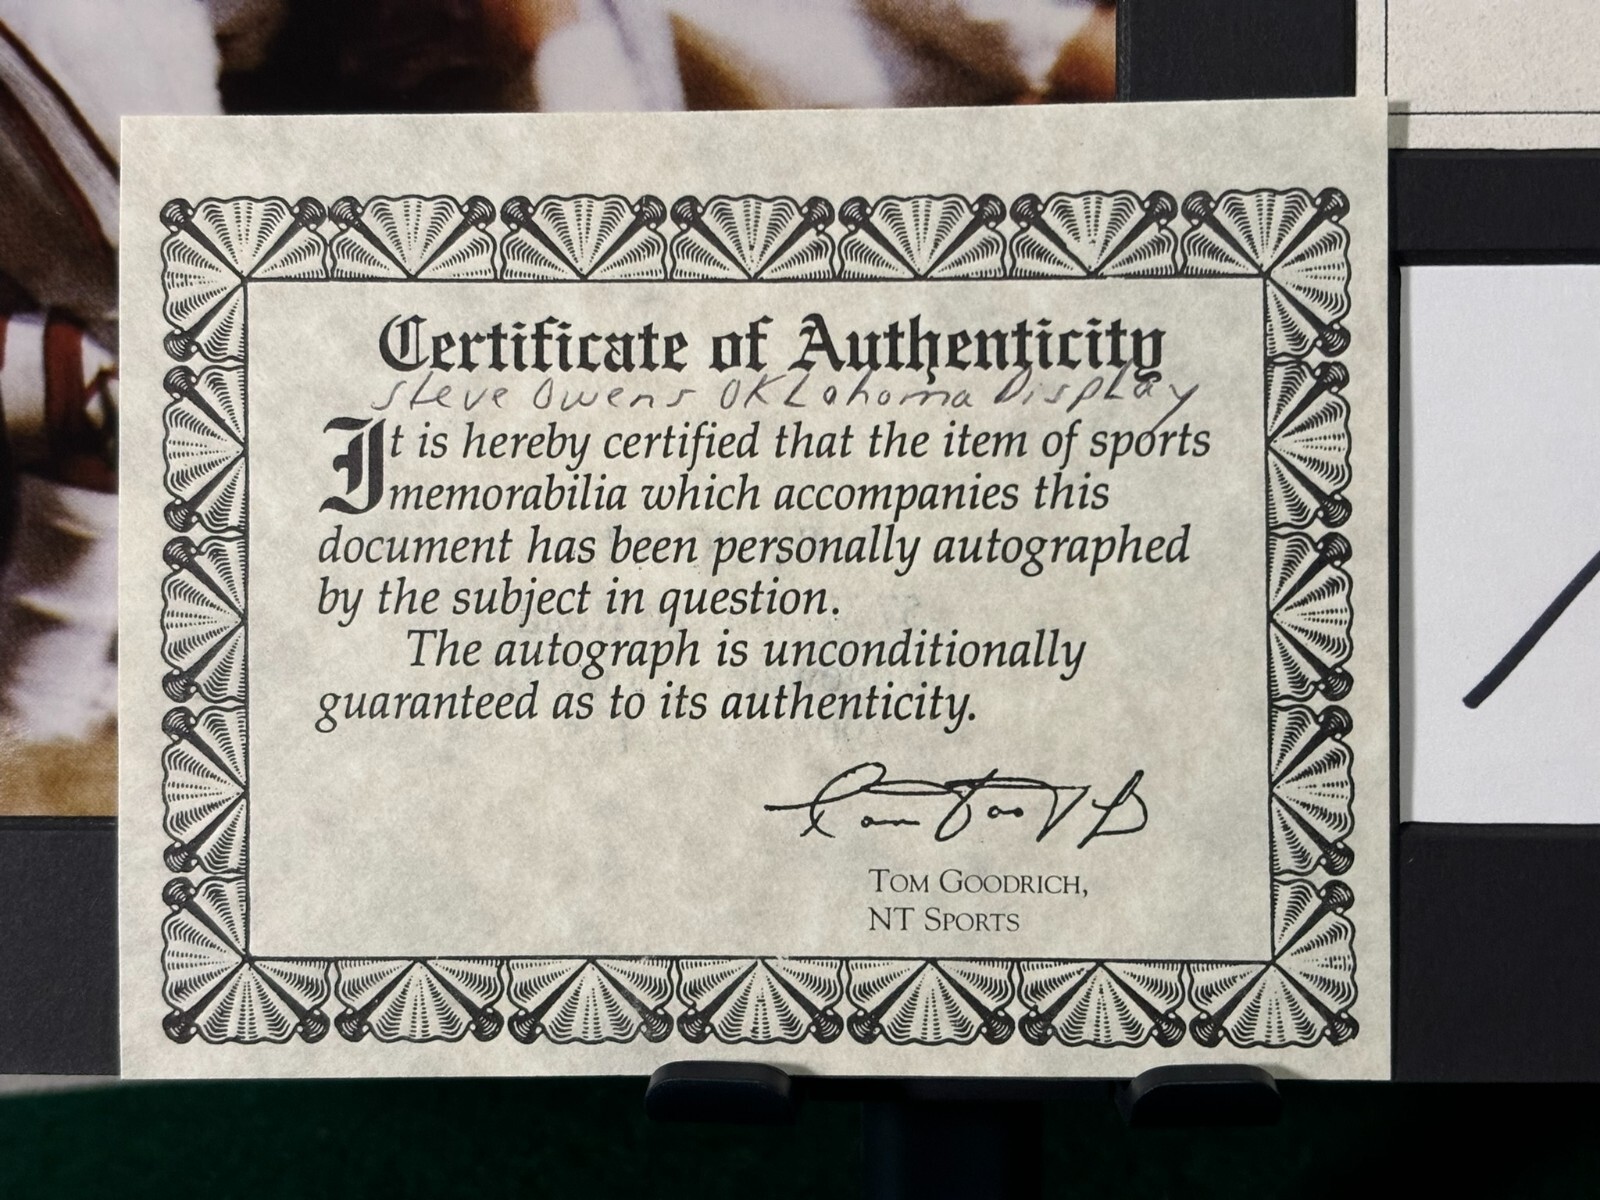 Certificate of Authenticity
Steve Owens Oklahoma Display
It is hereby certified that the item of sports
memorabilia which accompanies this
document has been personally autographed
by the subject in question.
The autograph is unconditionally
guaranteed as to its authenticity.
Tom Goodrich,
NT Sports